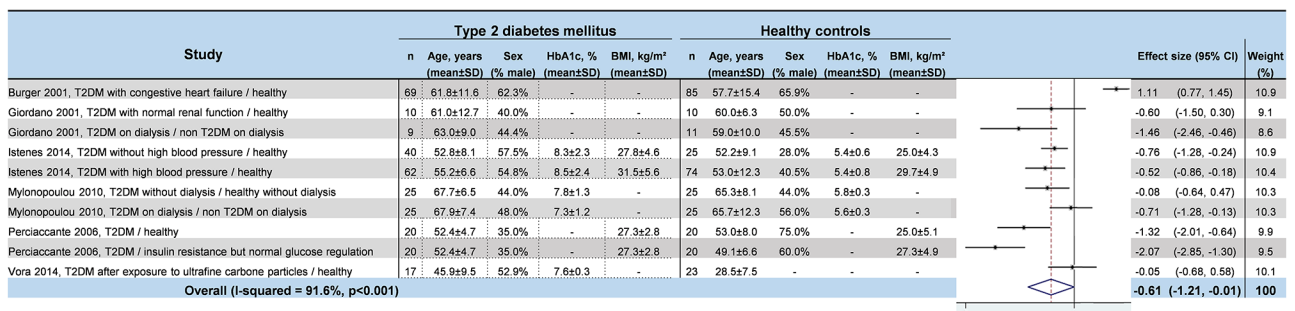 Type 2 diabetes mellitus Healthy controls
Study n Age, years (mean±SD) Sex (% male) HbA1c, % (mean±SD) BMI, kg/m² (mean±SD) n Age, years (mean±SD) Sex (% male) HbA1c, % (mean±SD) BMI, kg/m² (mean±SD) Effect size (95% CI) Weight (%)
Burger 2001, T2DM with congestive heart failure / healthy 69 61.8±11.6 62.3% - - 85 57.7±15.4 65.9% - - 1.11 (0.77, 1.45) 10.9
Giordano 2001, T2DM with normal renal function / healthy 10 61.0±12.7 40.0% - - 10 60.0±6.3 50.0% - - -0.60 (-1.50, 0.30) 9.1
Giordano 2001, T2DM on dialysis / non T2DM on dialysis 9 63.0±9.0 44.4% - - 11 59.0±10.0 45.5% - - -1.46 (-2.46, -0.46) 8.6
Istenes 2014, T2DM without high blood pressure / healthy 40 52.8±8.1 57.5% 8.3±2.3 27.8±4.6 25 52.2±9.1 28.0% 5.4±0.6 25.0±4.3 -0.76 (-1.28, -0.24) 10.9
Istenes 2014, T2DM with high blood pressure / healthy 62 55.2±6.6 54.8% 8.5±2.4 31.5±5.6 74 53.0±12.3 40.5% 5.4±0.8 29.7±4.9 -0.52 (-0.86, -0.18) 10.4
Mylonopoulou 2010, T2DM without dialysis / healthy without dialysis 25 67.7±6.5 44.0% 7.8±1.3 - 25 65.3±8.1 44.0% 5.8±0.3 - -0.08 (-0.64, 0.47) 10.3
Mylonopoulou 2010, T2DM on dialysis / non T2DM on dialysis 25 67.9±7.4 48.0% 7.3±1.2 - 25 65.7±12.3 56.0% 5.6±0.3 - -0.71 (-1.28, -0.13) 10.3
Perciaccante 2006, T2DM / healthy 20 52.4±4.7 35.0% - 27.3±2.8 20 53.0±8.0 75.0% - 25.0±5.1 -1.32 (-2.01, -0.64) 9.9
Perciaccante 2006, T2DM / insulin resistance but normal glucose regulation 20 52.4±4.7 35.0% - 27.3±2.8 20 49.1±6.6 60.0% - 27.3±4.9 -2.07 (-2.85, -1.30) 9.5
Vora 2014, T2DM after exposure to ultrafine carbon particles / healthy 17 45.9±9.5 52.9% 7.6±0.3 - 23 28.5±7.5 - - - -0.05 (-0.68, 0.58) 10.1
Overall (I-squared = 91.6%, p<0.001) -0.61 (-1.21, -0.01) 100